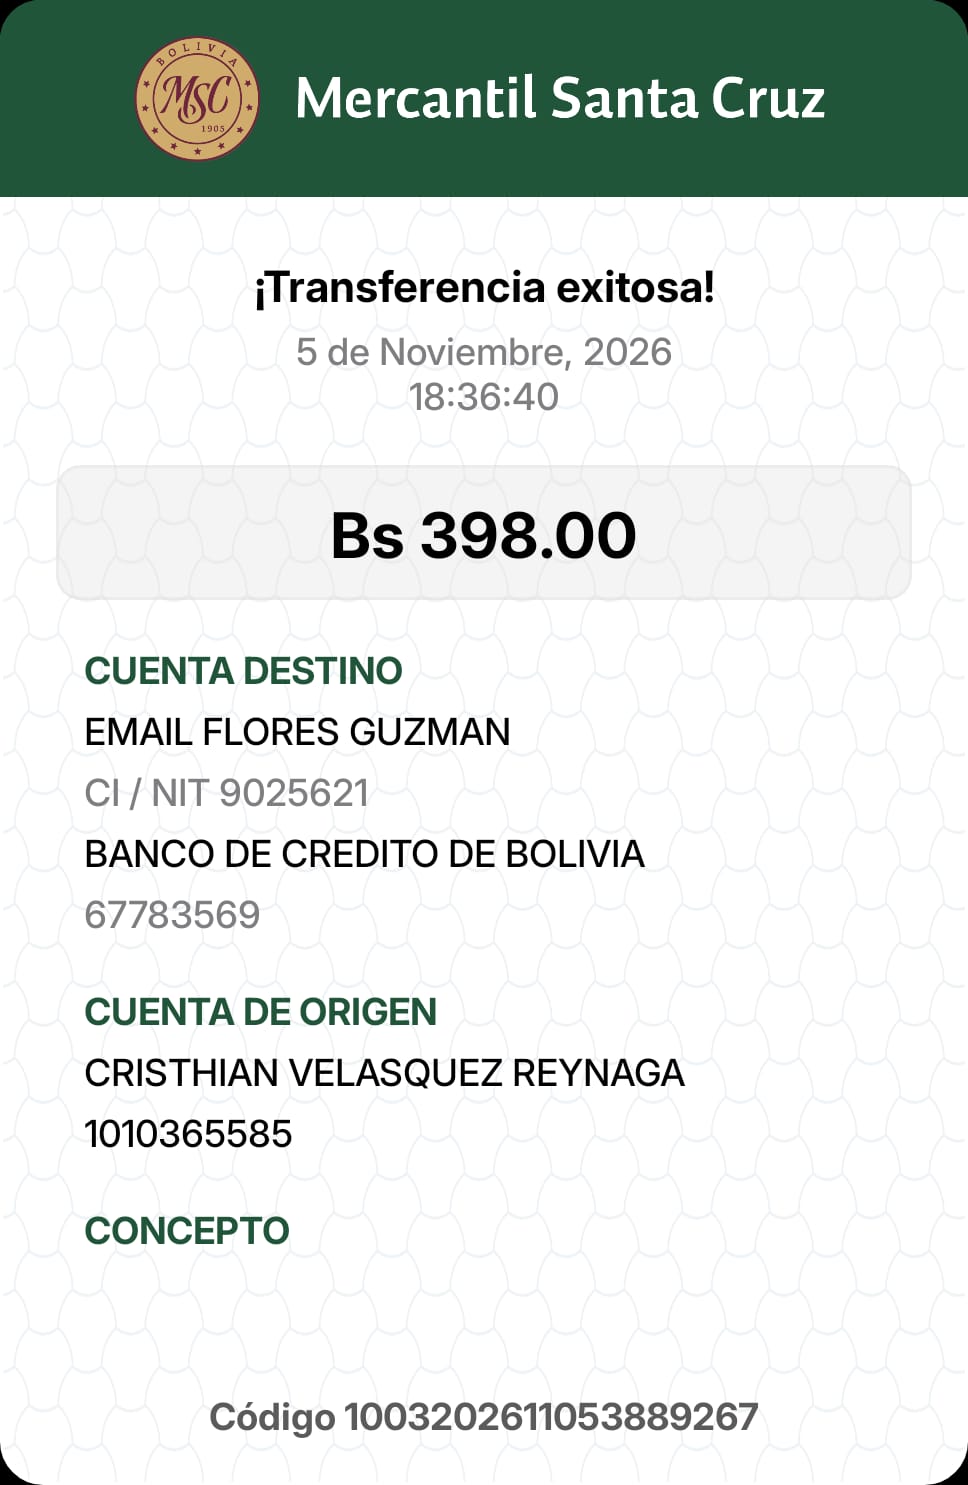 BOLIVIA
MSC
1905
Mercantil Santa Cruz
¡Transferencia exitosa!
5 de Noviembre, 2026
18:36:40
Bs 398.00
CUENTA DESTINO
EMAIL FLORES GUZMAN
CI / NIT 9025621
BANCO DE CREDITO DE BOLIVIA
67783569
CUENTA DE ORIGEN
CRISTHIAN VELASQUEZ REYNAGA
1010365585
CONCEPTO
Código 1003202611053889267